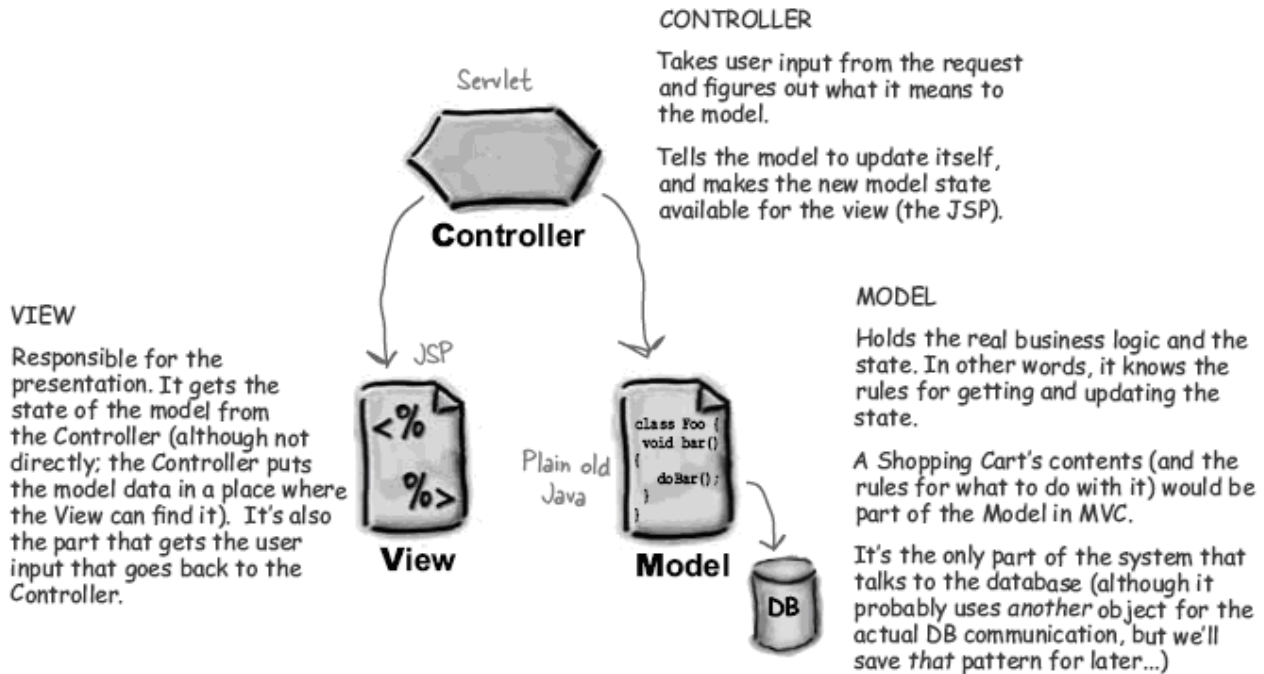 CONTROLLER
Takes user input from the request
and figures out what it means to
the model.
Tells the model to update itself,
and makes the new model state
available for the view (the JSP).
Servlet
Controller
VIEW
Responsible for the
presentation. It gets the
state of the model from
the Controller (although not
directly; the Controller puts
the model data in a place where
the View can find it). It's also
the part that gets the user
input that goes back to the
Controller.
JSP
<%
%>
View
Plain old
Java
class Foo {
void bar()
{
doBar();
}
}
Model
DB
MODEL
Holds the real business logic and the
state. In other words, it knows the
rules for getting and updating the
state.
A Shopping Cart's contents (and the
rules for what to do with it) would be
part of the Model in MVC.
It's the only part of the system that
talks to the database (although it
probably uses another object for the
actual DB communication, but we'll
save that pattern for later...)